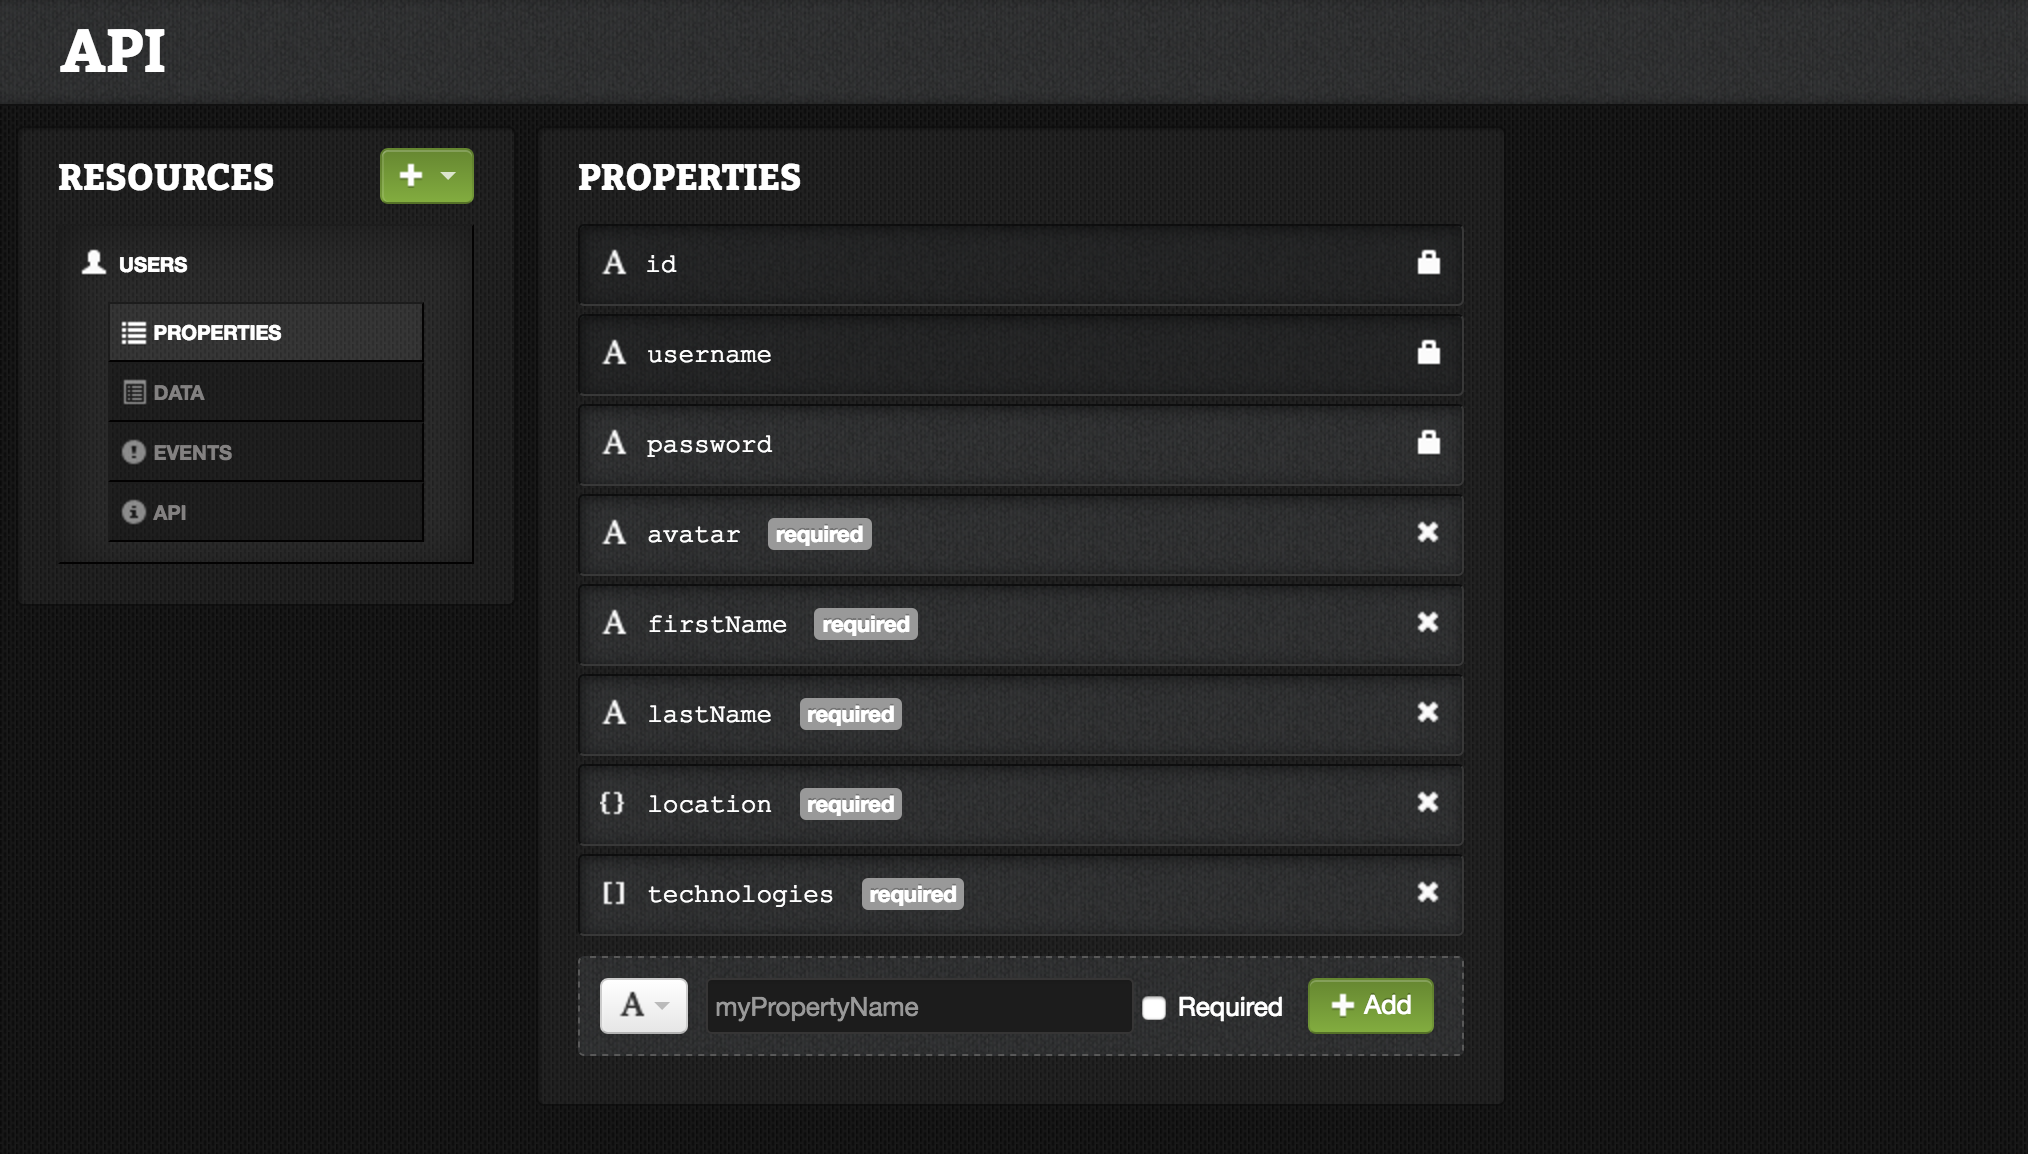 API
RESOURCES
USERS
PROPERTIES
DATA
EVENTS
API
PROPERTIES
A id
A username
A password
A avatar required
A firstName required
A lastName required
{} location required
[] technologies required
A myPropertyName Required + Add